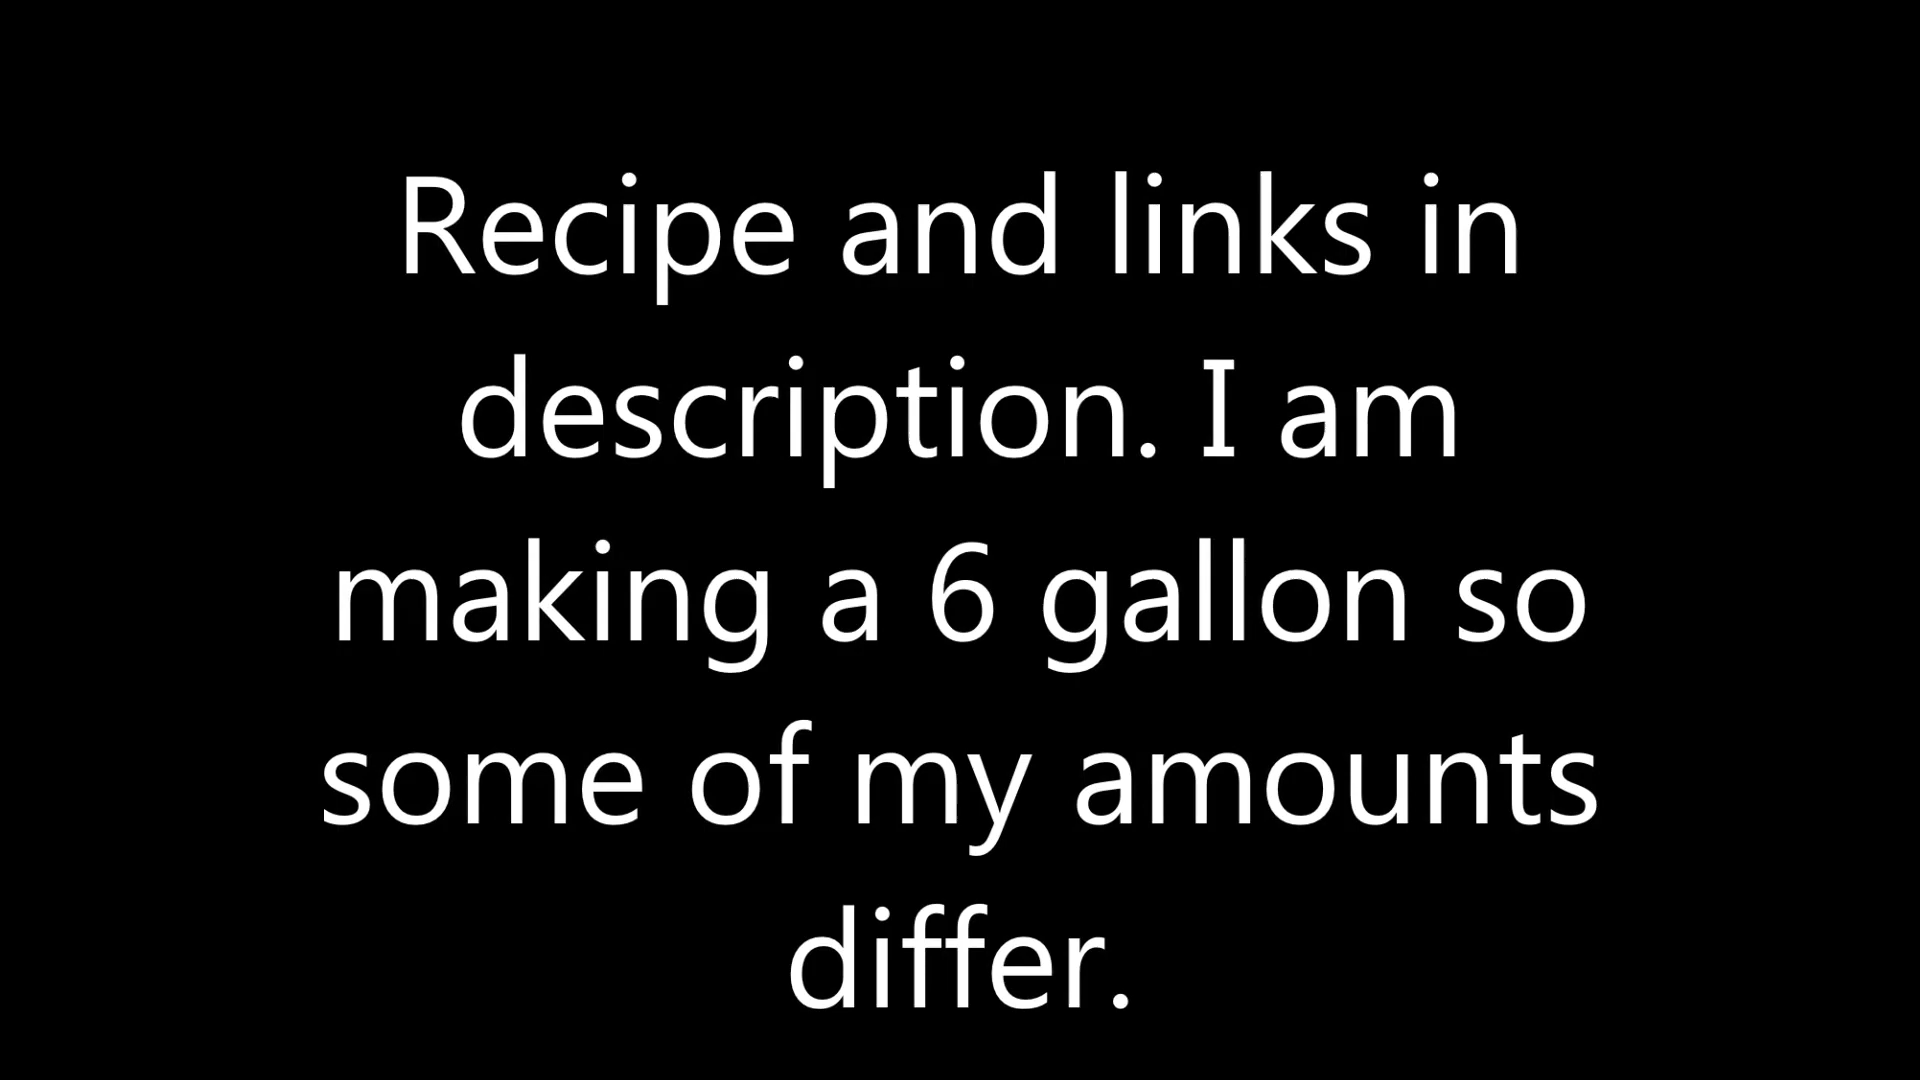 Recipe and links in
description. I am
making a 6 gallon so
some of my amounts
differ.